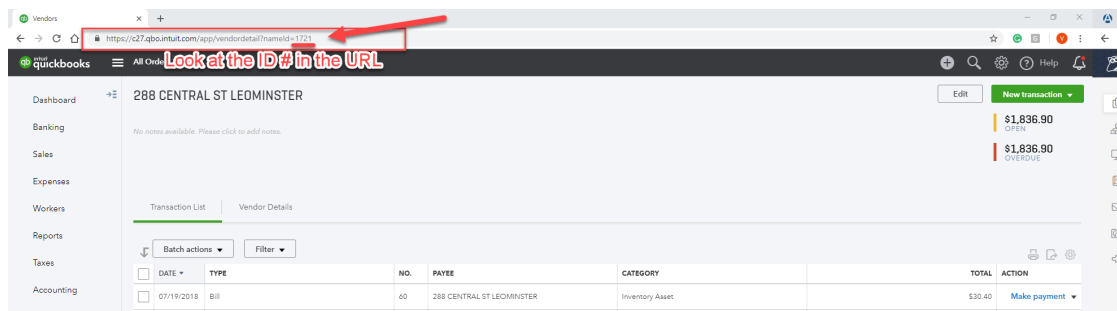 Vendors
https://c27.qbo.intuit.com/app/vendordetail?nameId=1721
intuit quickbooks
All Orde
Look at the ID # in the URL
Help
Dashboard
Banking
Sales
Expenses
Workers
Reports
Taxes
Accounting
288 CENTRAL ST LEOMINSTER
Edit
New transaction
No notes available. Please click to add notes.
$1,836.90
OPEN
$1,836.90
OVERDUE
Transaction List
Vendor Details
Batch actions
Filter
DATE TYPE NO. PAYEE CATEGORY TOTAL ACTION
07/19/2018 Bill 60 288 CENTRAL ST LEOMINSTER Inventory Asset $30.40 Make payment